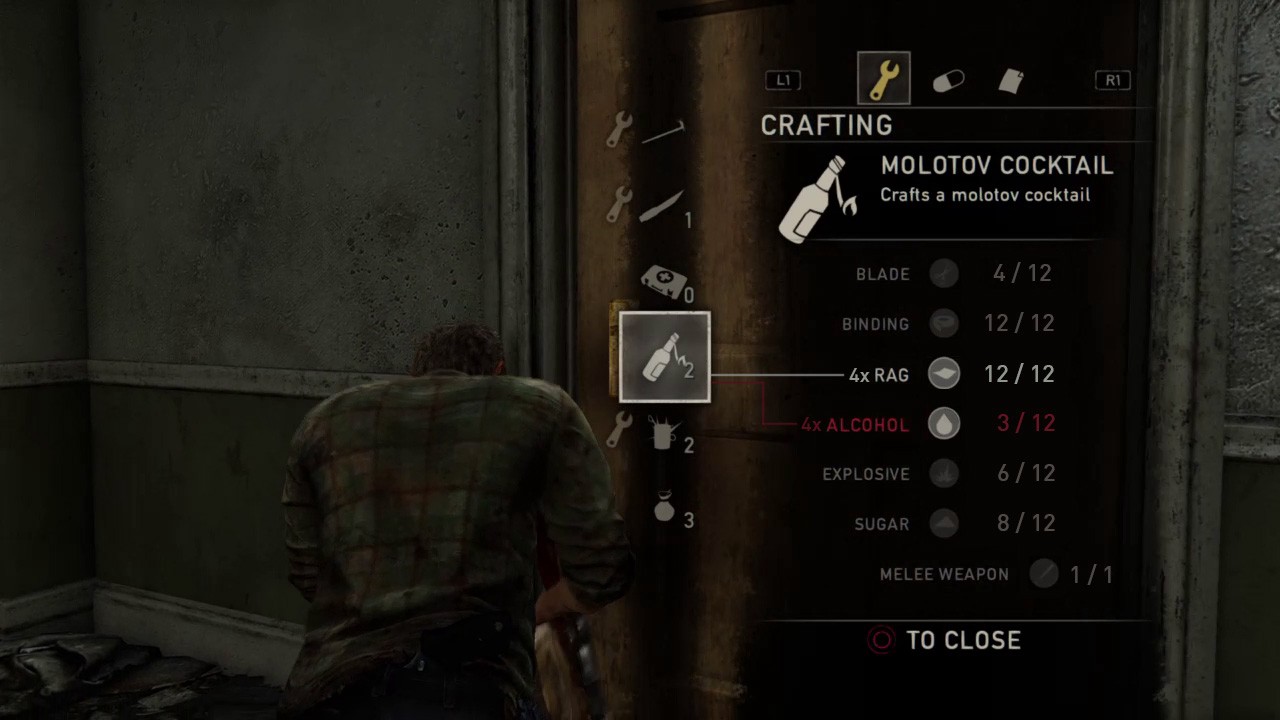 L1
R1
CRAFTING
MOLOTOV COCKTAIL
Crafts a molotov cocktail
1
0
2
2
3
BLADE 4 / 12
BINDING 12 / 12
4x RAG 12 / 12
4x ALCOHOL 3 / 12
EXPLOSIVE 6 / 12
SUGAR 8 / 12
MELEE WEAPON 1 / 1
TO CLOSE